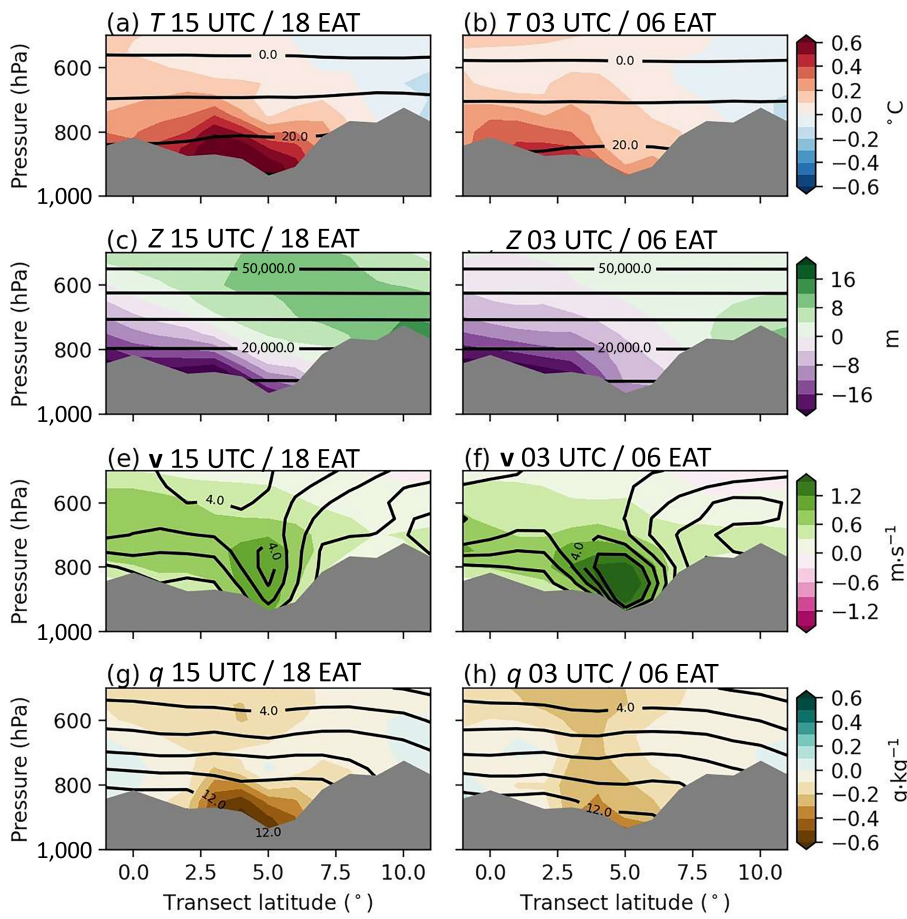 (a) T 15 UTC / 18 EAT
(b) T 03 UTC / 06 EAT
Pressure (hPa)
600
800
1,000
0.0
20.0
0.0
20.0
0.6
0.4
0.2
0.0
−0.2
−0.4
−0.6
°C
(c) Z 15 UTC / 18 EAT
Z 03 UTC / 06 EAT
Pressure (hPa)
600
800
1,000
50,000.0
20,000.0
50,000.0
20,000.0
16
8
0
−8
−16
m
(e) v 15 UTC / 18 EAT
(f) v 03 UTC / 06 EAT
Pressure (hPa)
600
800
1,000
4.0
4.0
4.0
1.2
0.6
0.0
−0.6
−1.2
m·s⁻¹
(g) q 15 UTC / 18 EAT
(h) q 03 UTC / 06 EAT
Pressure (hPa)
600
800
1,000
4.0
12.0
12.0
4.0
12.0
0.6
0.4
0.2
0.0
−0.2
−0.4
−0.6
g·kg⁻¹
0.0 2.5 5.0 7.5 10.0
0.0 2.5 5.0 7.5 10.0
Transect latitude (°)
Transect latitude (°)